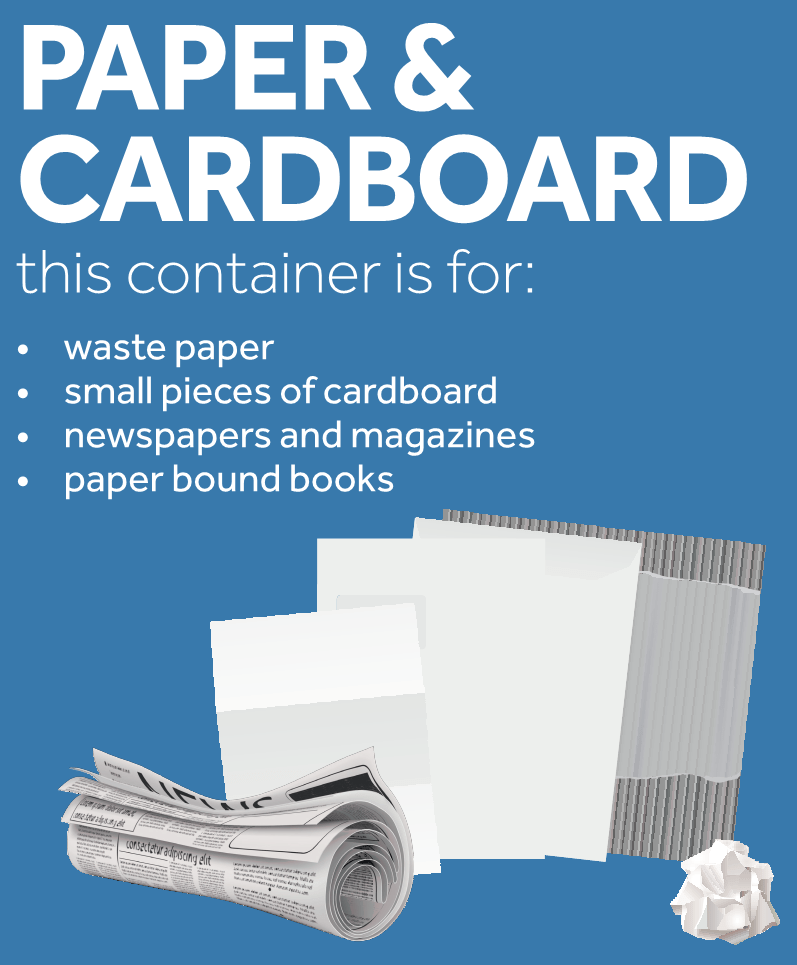 PAPER &
CARDBOARD
this container is for:
• waste paper
• small pieces of cardboard
• newspapers and magazines
• paper bound books
consectetur adipiscing elit